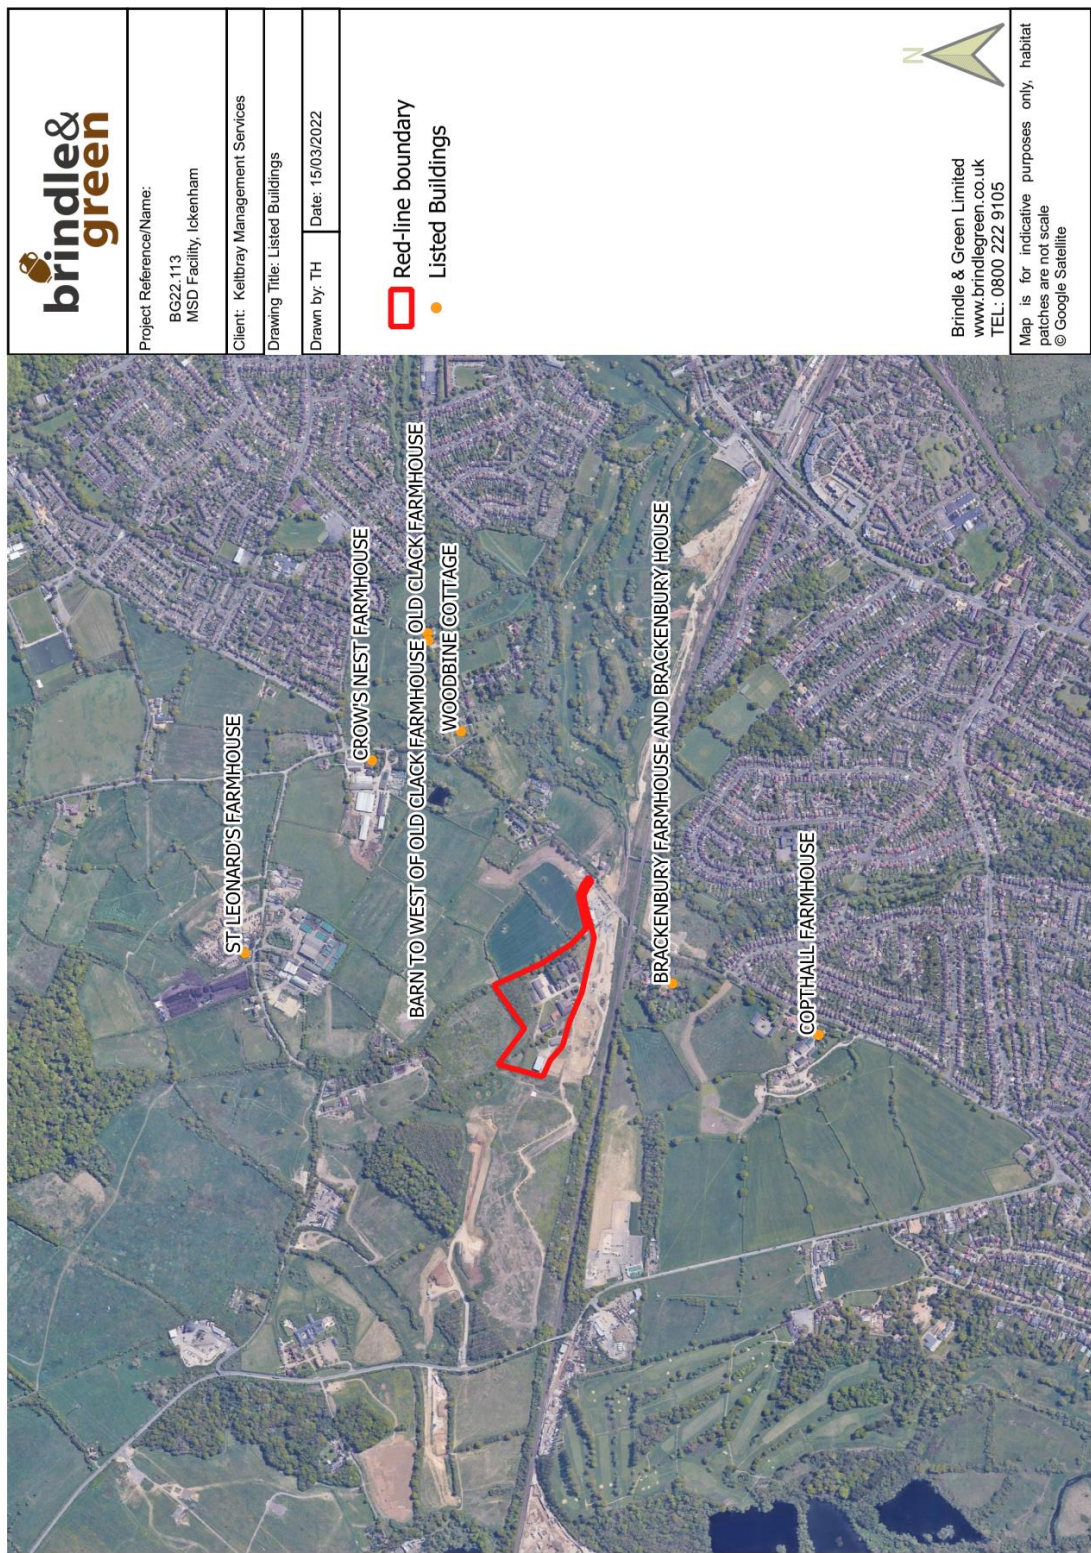 brindle&
green
Project Reference/Name:
BG22.113
MSD Facility, Ickenham
Client: Keltbray Management Services
Drawing Title: Listed Buildings
Drawn by: TH
Date: 15/03/2022
Red-line boundary
Listed Buildings
N
Brindle & Green Limited
www.brindlegreen.co.uk
TEL: 0800 222 9105
Map is for indicative purposes only, habitat
patches are not scale
© Google Satellite
ST LEONARD'S FARMHOUSE
CROW'S NEST FARMHOUSE
BARN TO WEST OF OLD CLACK FARMHOUSE
OLD CLACK FARMHOUSE
WOODBINE COTTAGE
BRACKENBURY FARMHOUSE AND BRACKENBURY HOUSE
COPTHALL FARMHOUSE